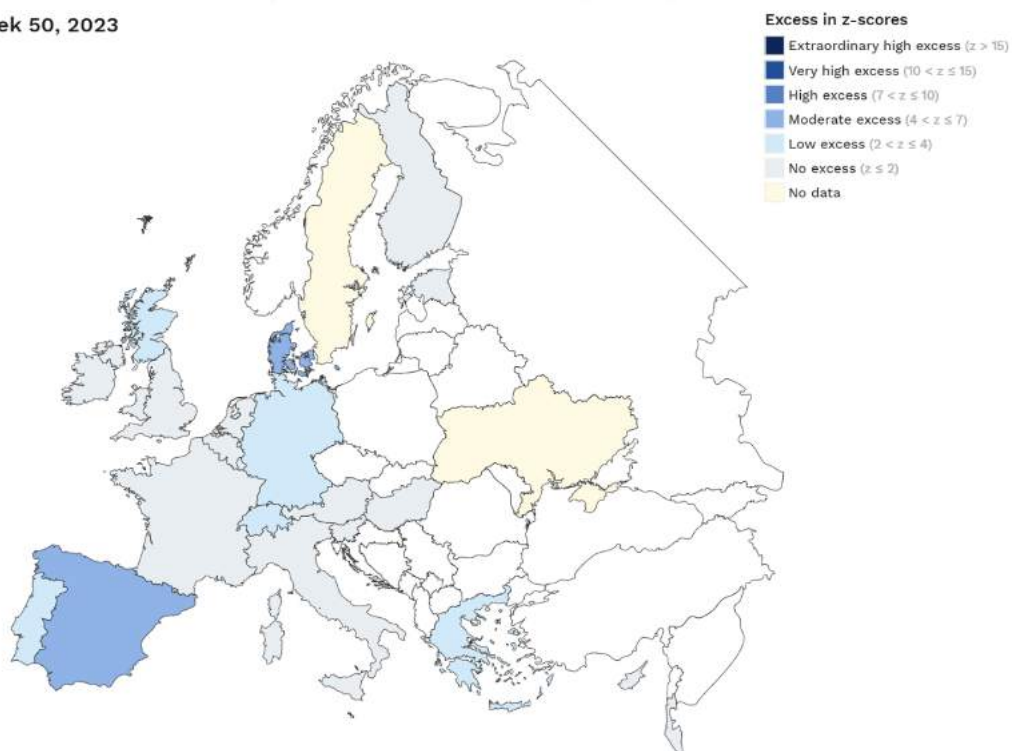 ek 50, 2023
Excess in z-scores
Extraordinary high excess (z > 15)
Very high excess (10 < z ≤ 15)
High excess (7 < z ≤ 10)
Moderate excess (4 < z ≤ 7)
Low excess (2 < z ≤ 4)
No excess (z ≤ 2)
No data